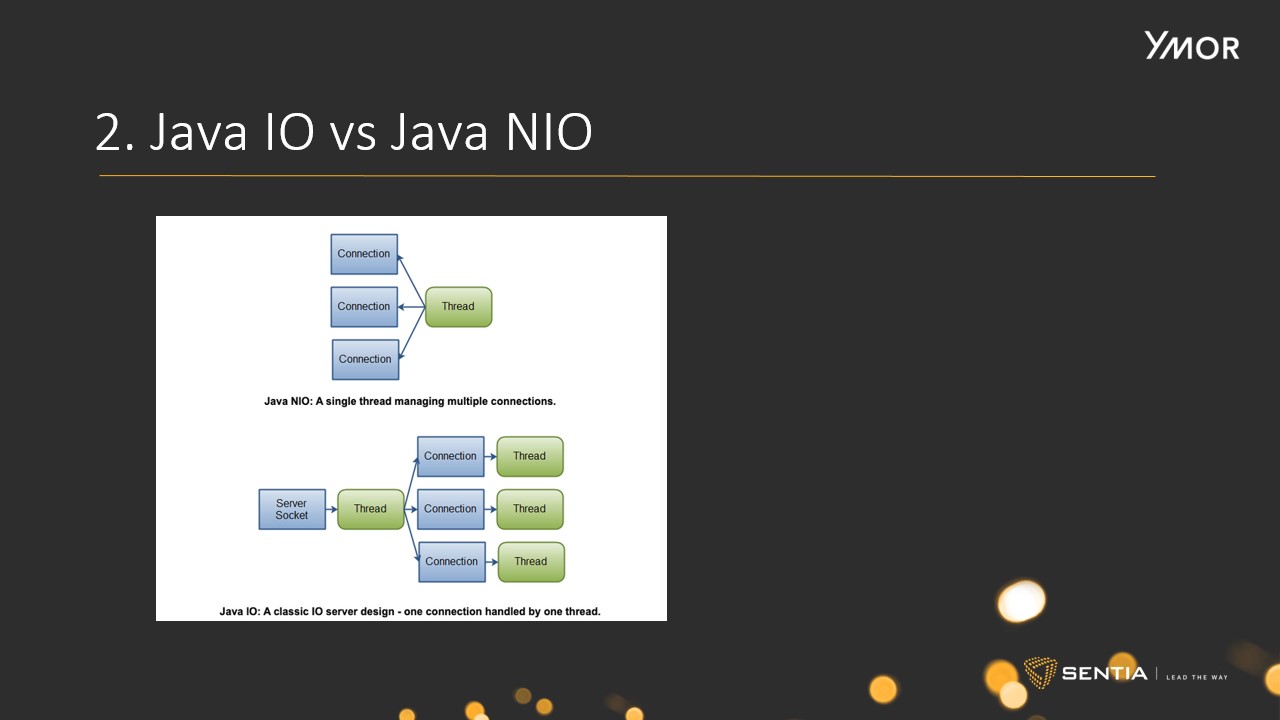 YMOR
2. Java IO vs Java NIO
Connection
Connection
Thread
Connection
Java NIO: A single thread managing multiple connections.
Connection
Thread
Server
Socket
Thread
Connection
Thread
Connection
Thread
Java IO: A classic IO server design - one connection handled by one thread.
SENTIA
LEAD THE WAY